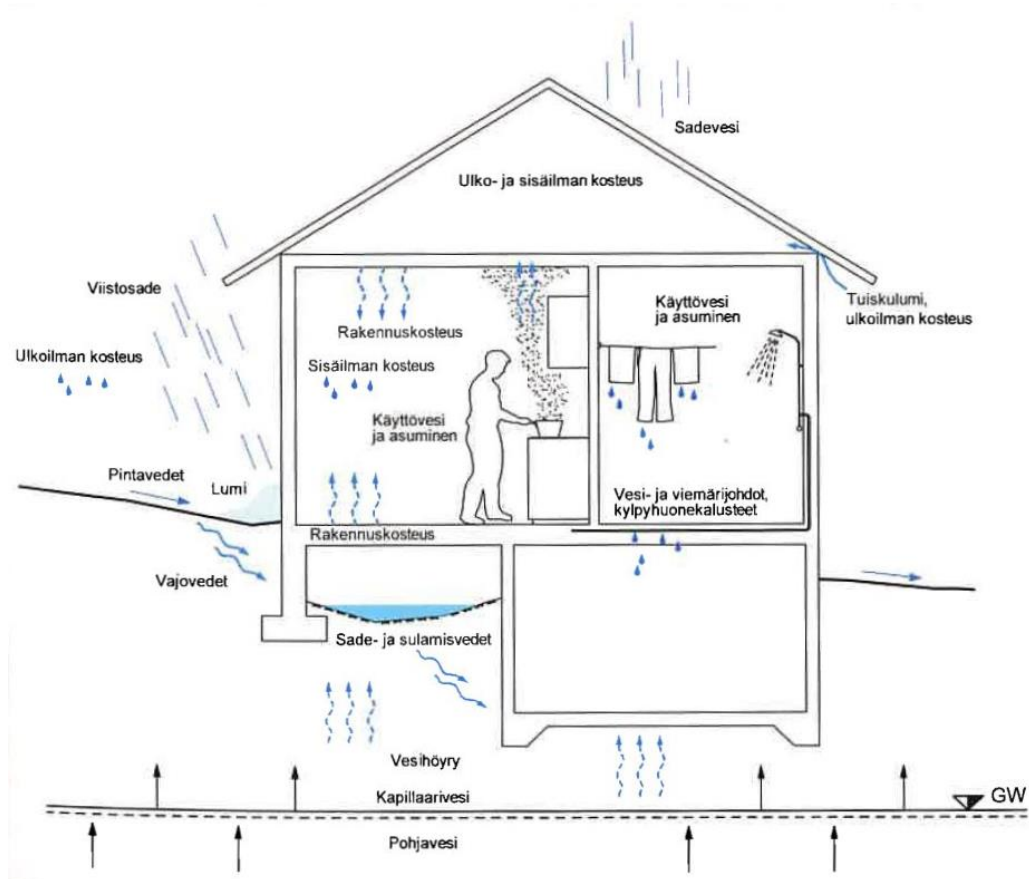 Sadevesi
Ulko- ja sisäilman kosteus
Viistosade
Tuiskulumi,
ulkoilman kosteus
Käyttövesi
ja asuminen
Rakennuskosteus
Ulkoilman kosteus
Sisäilman kosteus
Käyttövesi
ja asuminen
Pintavedet
Lumi
Vesi- ja viemärijohdot,
kylpyhuonekalusteet
Rakennuskosteus
Vajovedet
Sade- ja sulamisvedet
Vesihöyry
Kapillaarivesi
GW
Pohjavesi